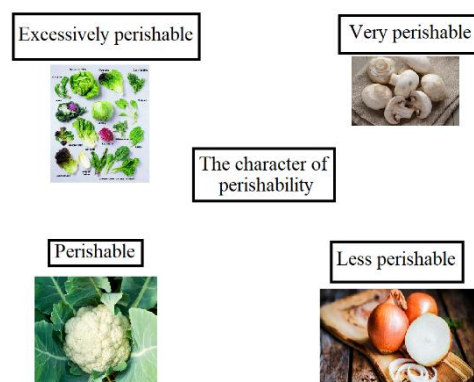 Excessively perishable
Very perishable
The character of
perishability
Perishable
Less perishable